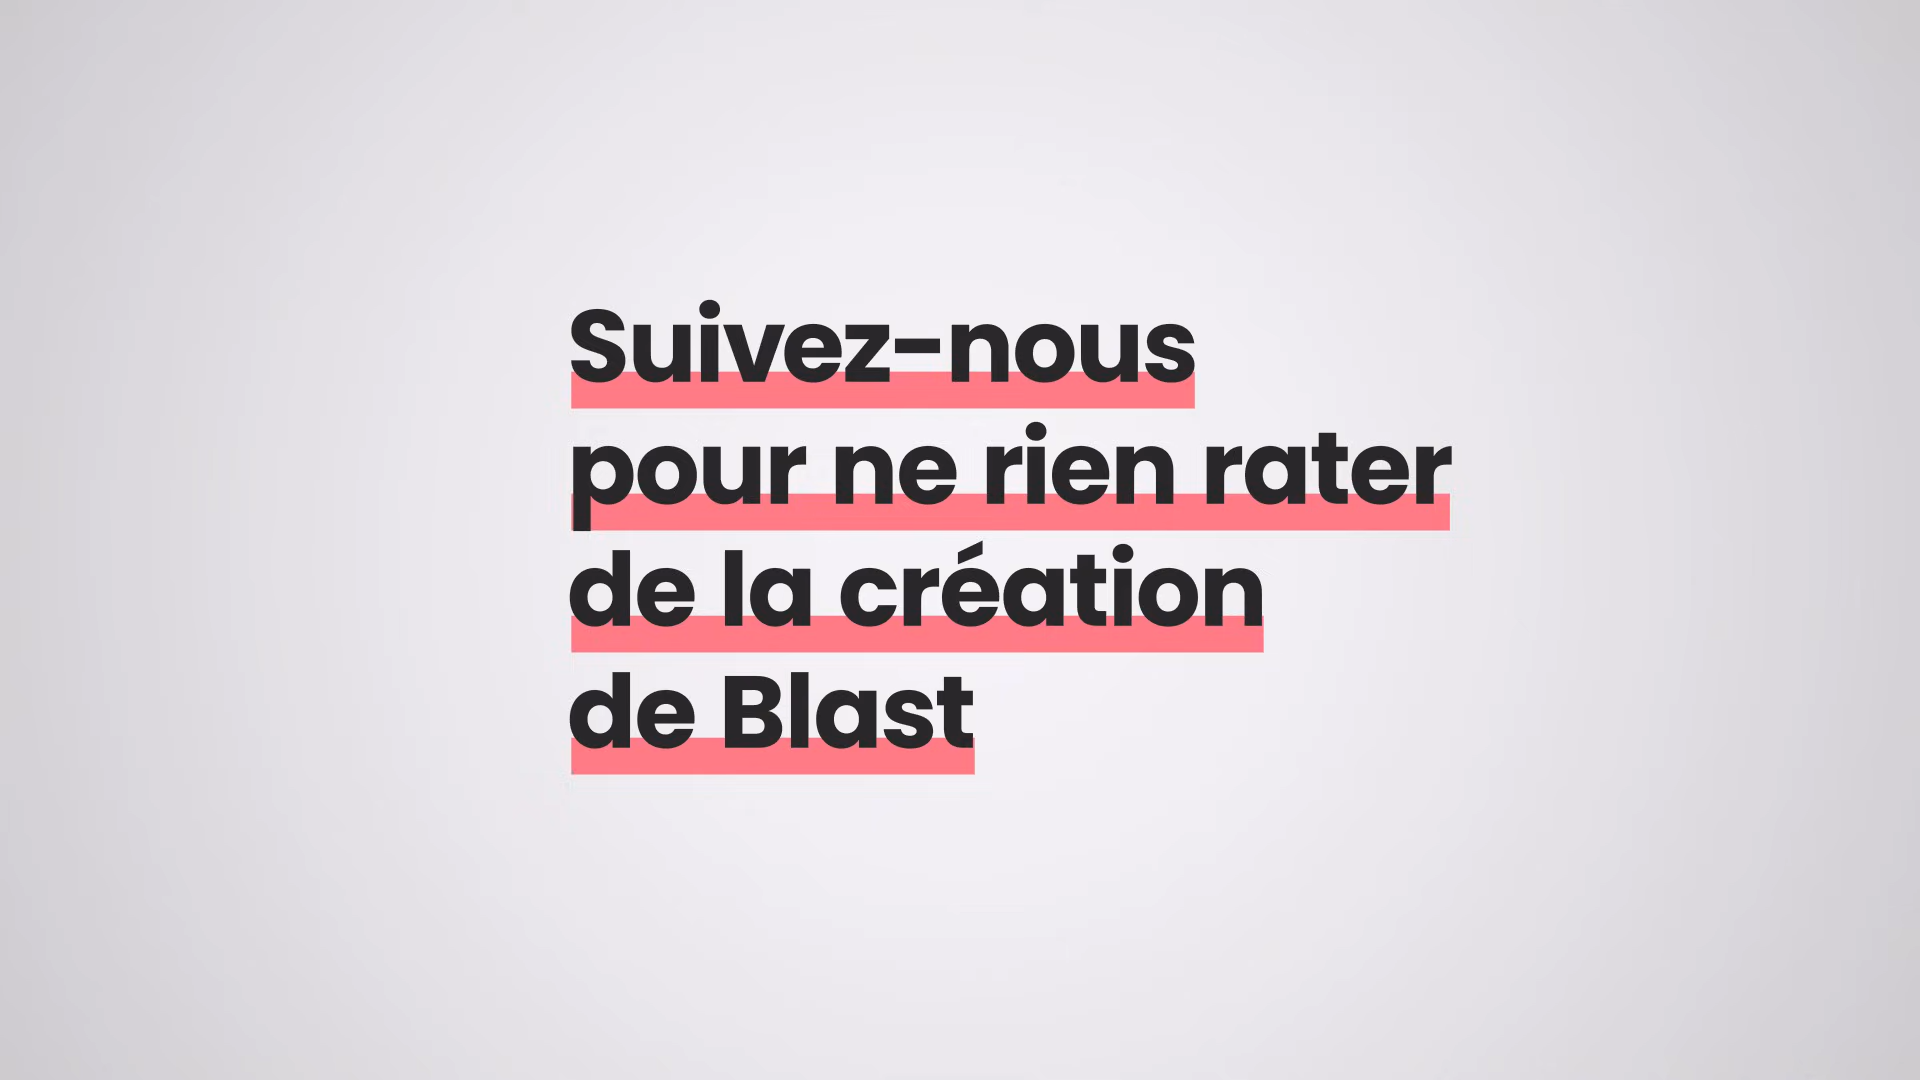 Suivez-nous
pour ne rien rater
de la création
de Blast